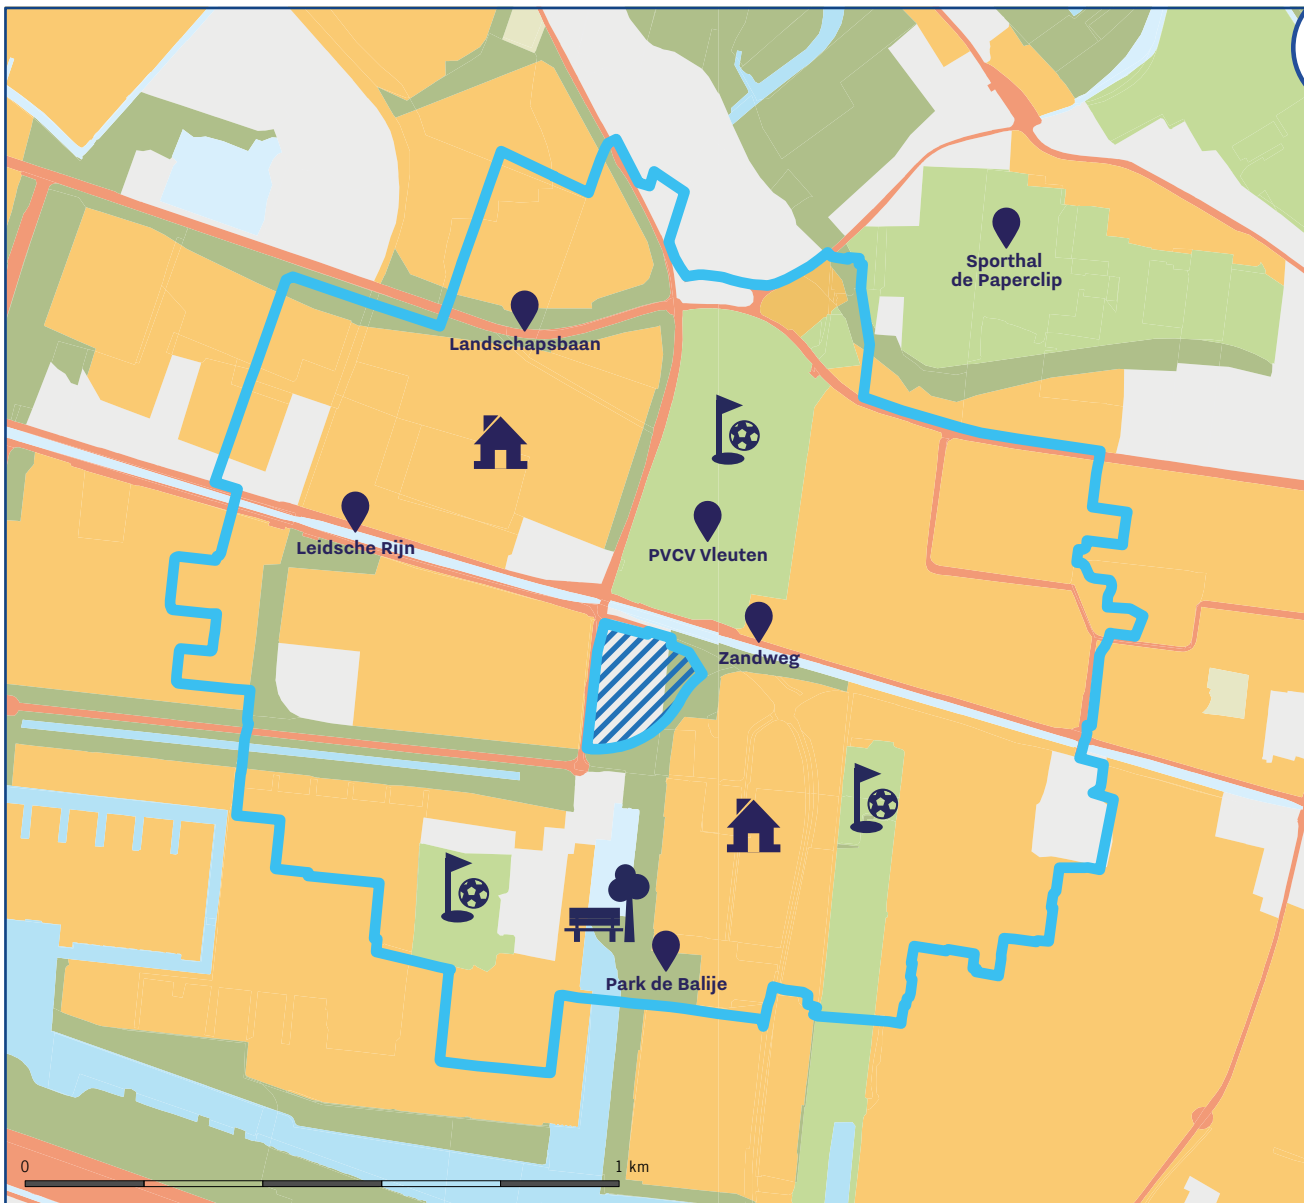 Sporthal
de Paperclip
Landschapsbaan
Leidsche Rijn
PVCV Vleuten
Zandweg
Park de Balije
0
1 km